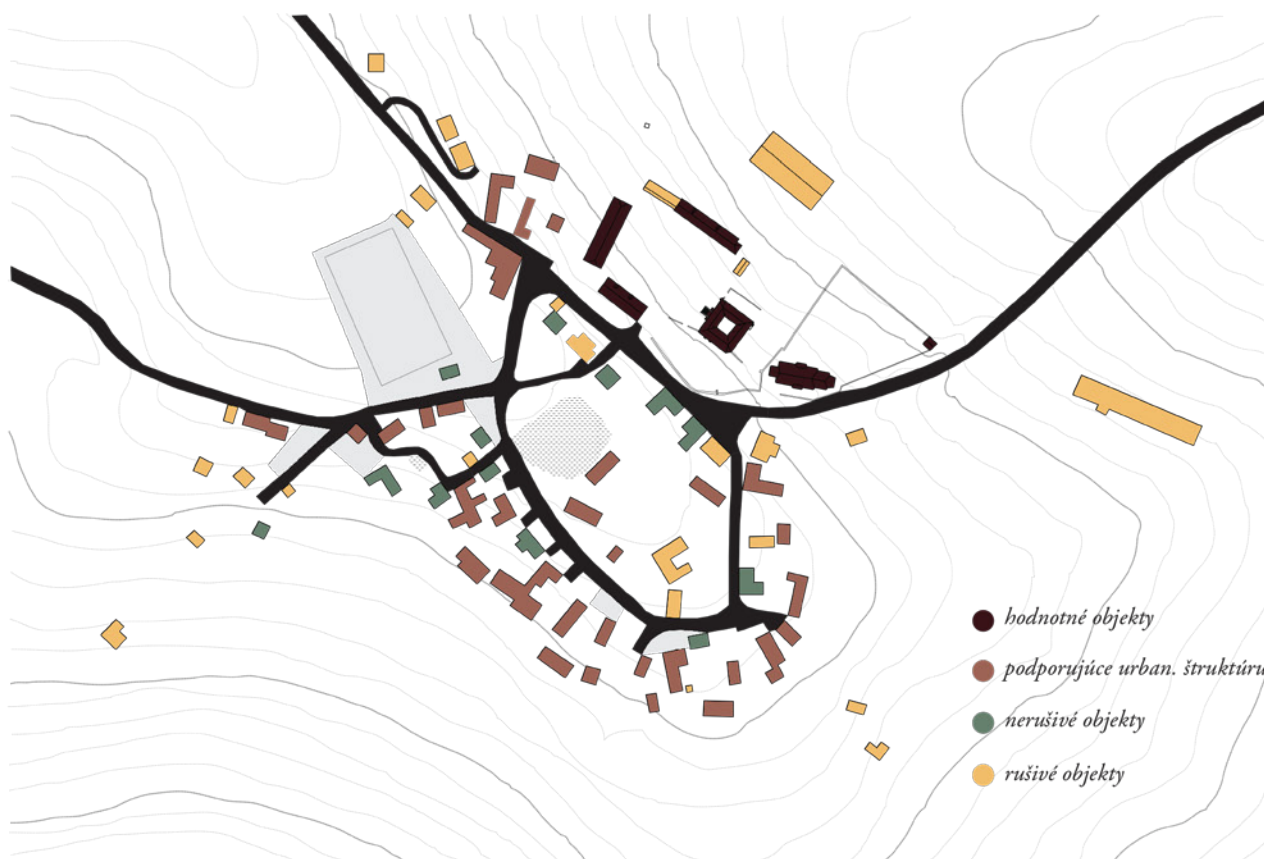 hodnotné objekty
podporujúce urban. štruktúru
nerušivé objekty
rušivé objekty